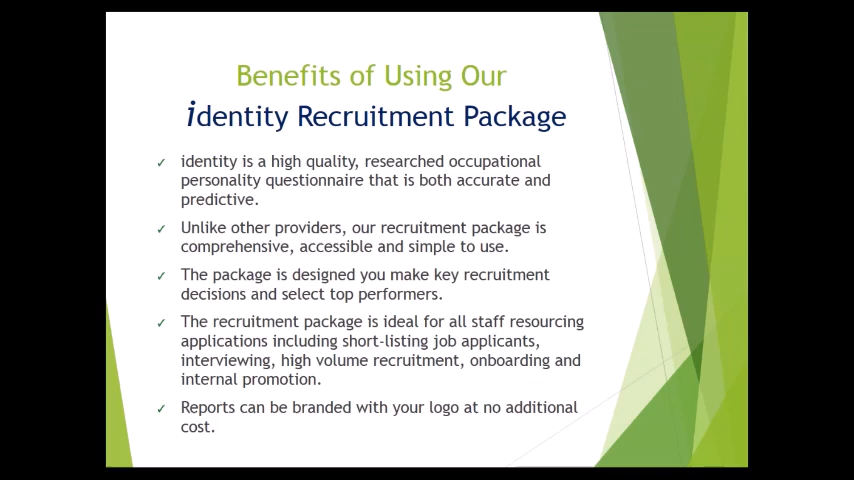 Benefits of Using Our
identity Recruitment Package
✓ identity is a high quality, researched occupational
personality questionnaire that is both accurate and
predictive.
✓ Unlike other providers, our recruitment package is
comprehensive, accessible and simple to use.
✓ The package is designed you make key recruitment
decisions and select top performers.
✓ The recruitment package is ideal for all staff resourcing
applications including short-listing job applicants,
interviewing, high volume recruitment, onboarding and
internal promotion.
✓ Reports can be branded with your logo at no additional
cost.